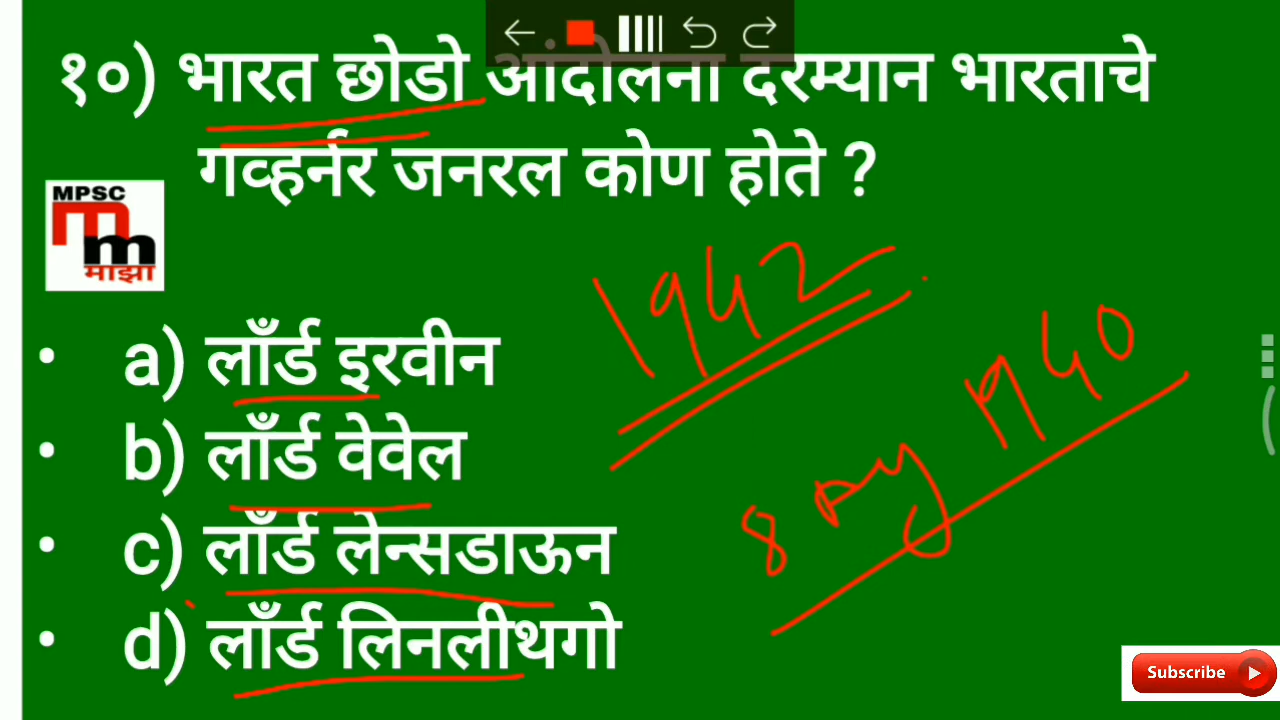 १०) भारत छोडो आंदोलना दरम्यान भारताचे
गव्हर्नर जनरल कोण होते ?
MPSC
mm
माझा
1942
• a) लॉर्ड इरवीन
1940
• b) लॉर्ड वेवेल
8
• c) लॉर्ड लेन्सडाऊन
• d) लॉर्ड लिनलीथगो
Subscribe